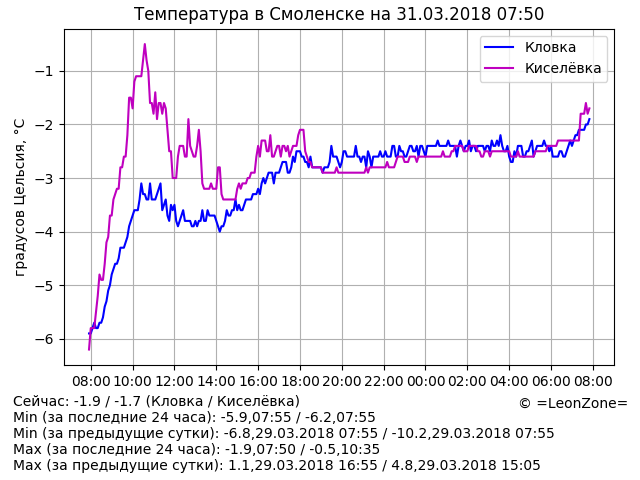 Температура в Смоленске на 31.03.2018 07:50
Кловка
Киселёвка
градусов Цельсия, °C
−1
−2
−3
−4
−5
−6
08:00 10:00 12:00 14:00 16:00 18:00 20:00 22:00 00:00 02:00 04:00 06:00 08:00
Сейчас: -1.9 / -1.7 (Кловка / Киселёвка)
© =LeonZone=
Min (за последние 24 часа): -5.9,07:55 / -6.2,07:55
Min (за предыдущие сутки): -6.8,29.03.2018 07:55 / -10.2,29.03.2018 07:55
Max (за последние 24 часа): -1.9,07:50 / -0.5,10:35
Max (за предыдущие сутки): 1.1,29.03.2018 16:55 / 4.8,29.03.2018 15:05